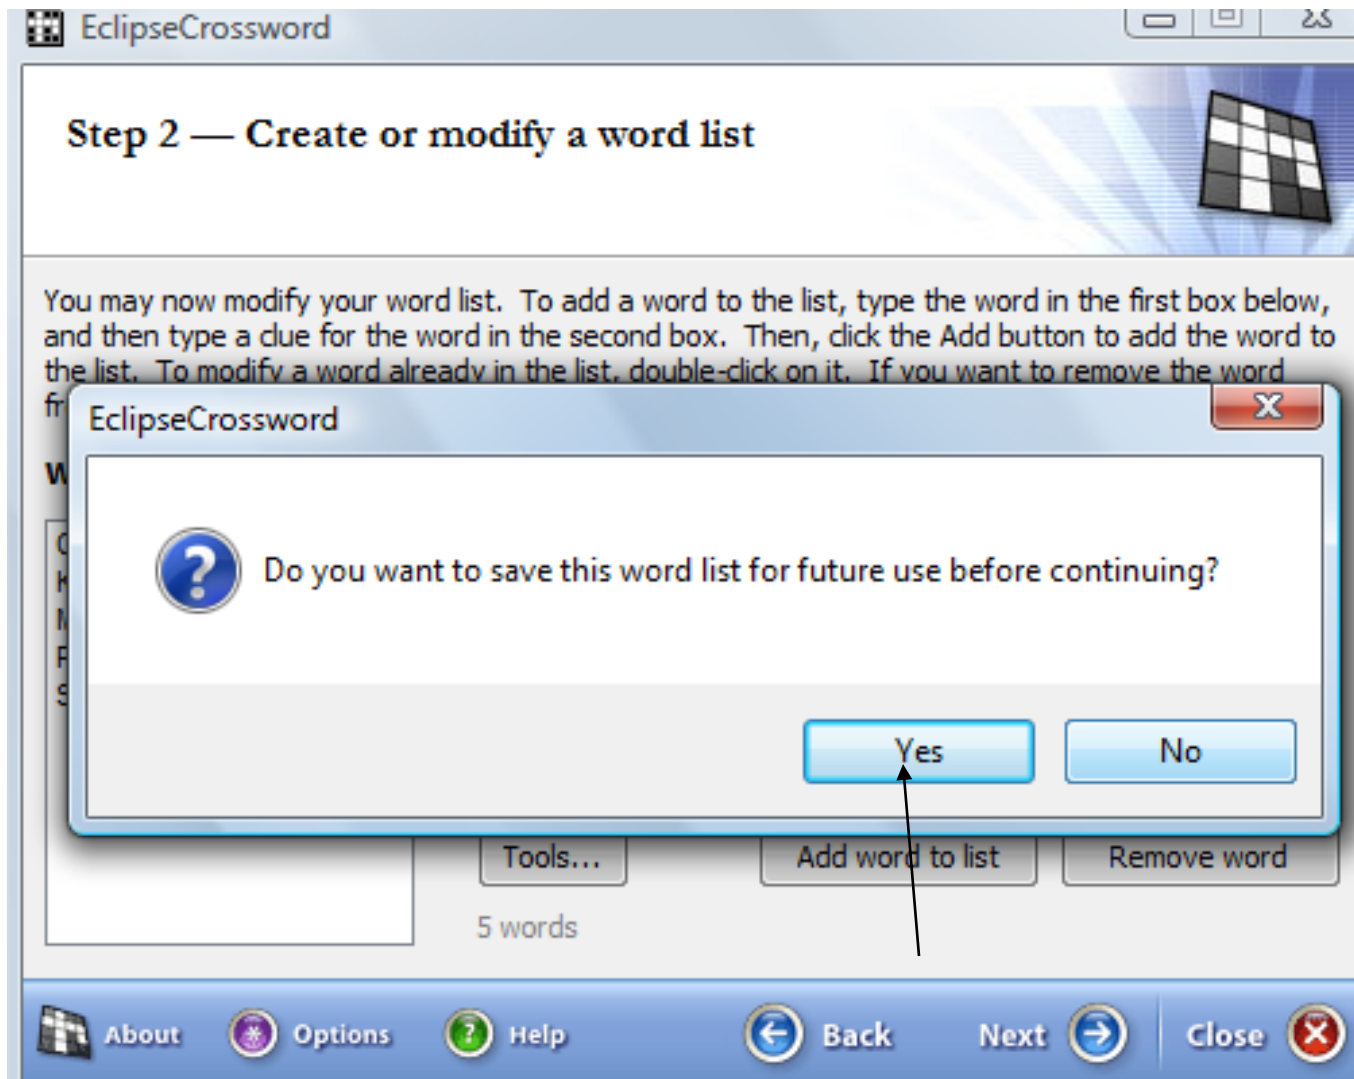 EclipseCrossword
Step 2 — Create or modify a word list
You may now modify your word list. To add a word to the list, type the word in the first box below,
and then type a clue for the word in the second box. Then, click the Add button to add the word to
the list. To modify a word already in the list, double-click on it. If you want to remove the word
EclipseCrossword
Do you want to save this word list for future use before continuing?
Yes No
Tools... Add word to list Remove word
5 words
About Options Help Back Next Close